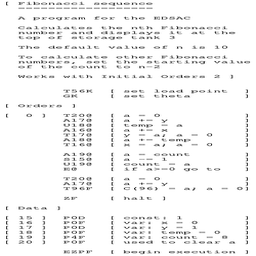 [ Fibonacci sequence
==================
A program for the EDSAC
Calculates the nth Fibonacci
number and displays it at the
top of storage tank 3
The default value of n is 10
To calculate other Fibonacci
numbers, set the starting value
of the count to n-2
Works with Initial Orders 2 ]
T56K [ set load point ]
GK [ set theta ]
[ Orders ]
[ 0 ] T20@ [ a = 0 ]
A17@ [ a += y ]
U18@ [ temp = a ]
A16@ [ a += x ]
T17@ [ y = a; a = 0 ]
A18@ [ a += temp ]
T16@ [ x = a; a = 0 ]
A19@ [ a = count ]
S15@ [ a -= 1 ]
U19@ [ count = a ]
E@ [ if a>=0 go to ]
T20@ [ a = 0 ]
A17@ [ a += y ]
T96F [ C(96) = a; a = 0]
ZF [ halt ]
[ Data ]
[ 15 ] P0D [ const: 1 ]
[ 16 ] P0F [ var: x = 0 ]
[ 17 ] P0D [ var: y = 1 ]
[ 18 ] P0F [ var: temp = 0 ]
[ 19 ] P4F [ var: count = 8 ]
[ 20 ] P0F [ used to clear a ]
EZPF [ begin execution ]